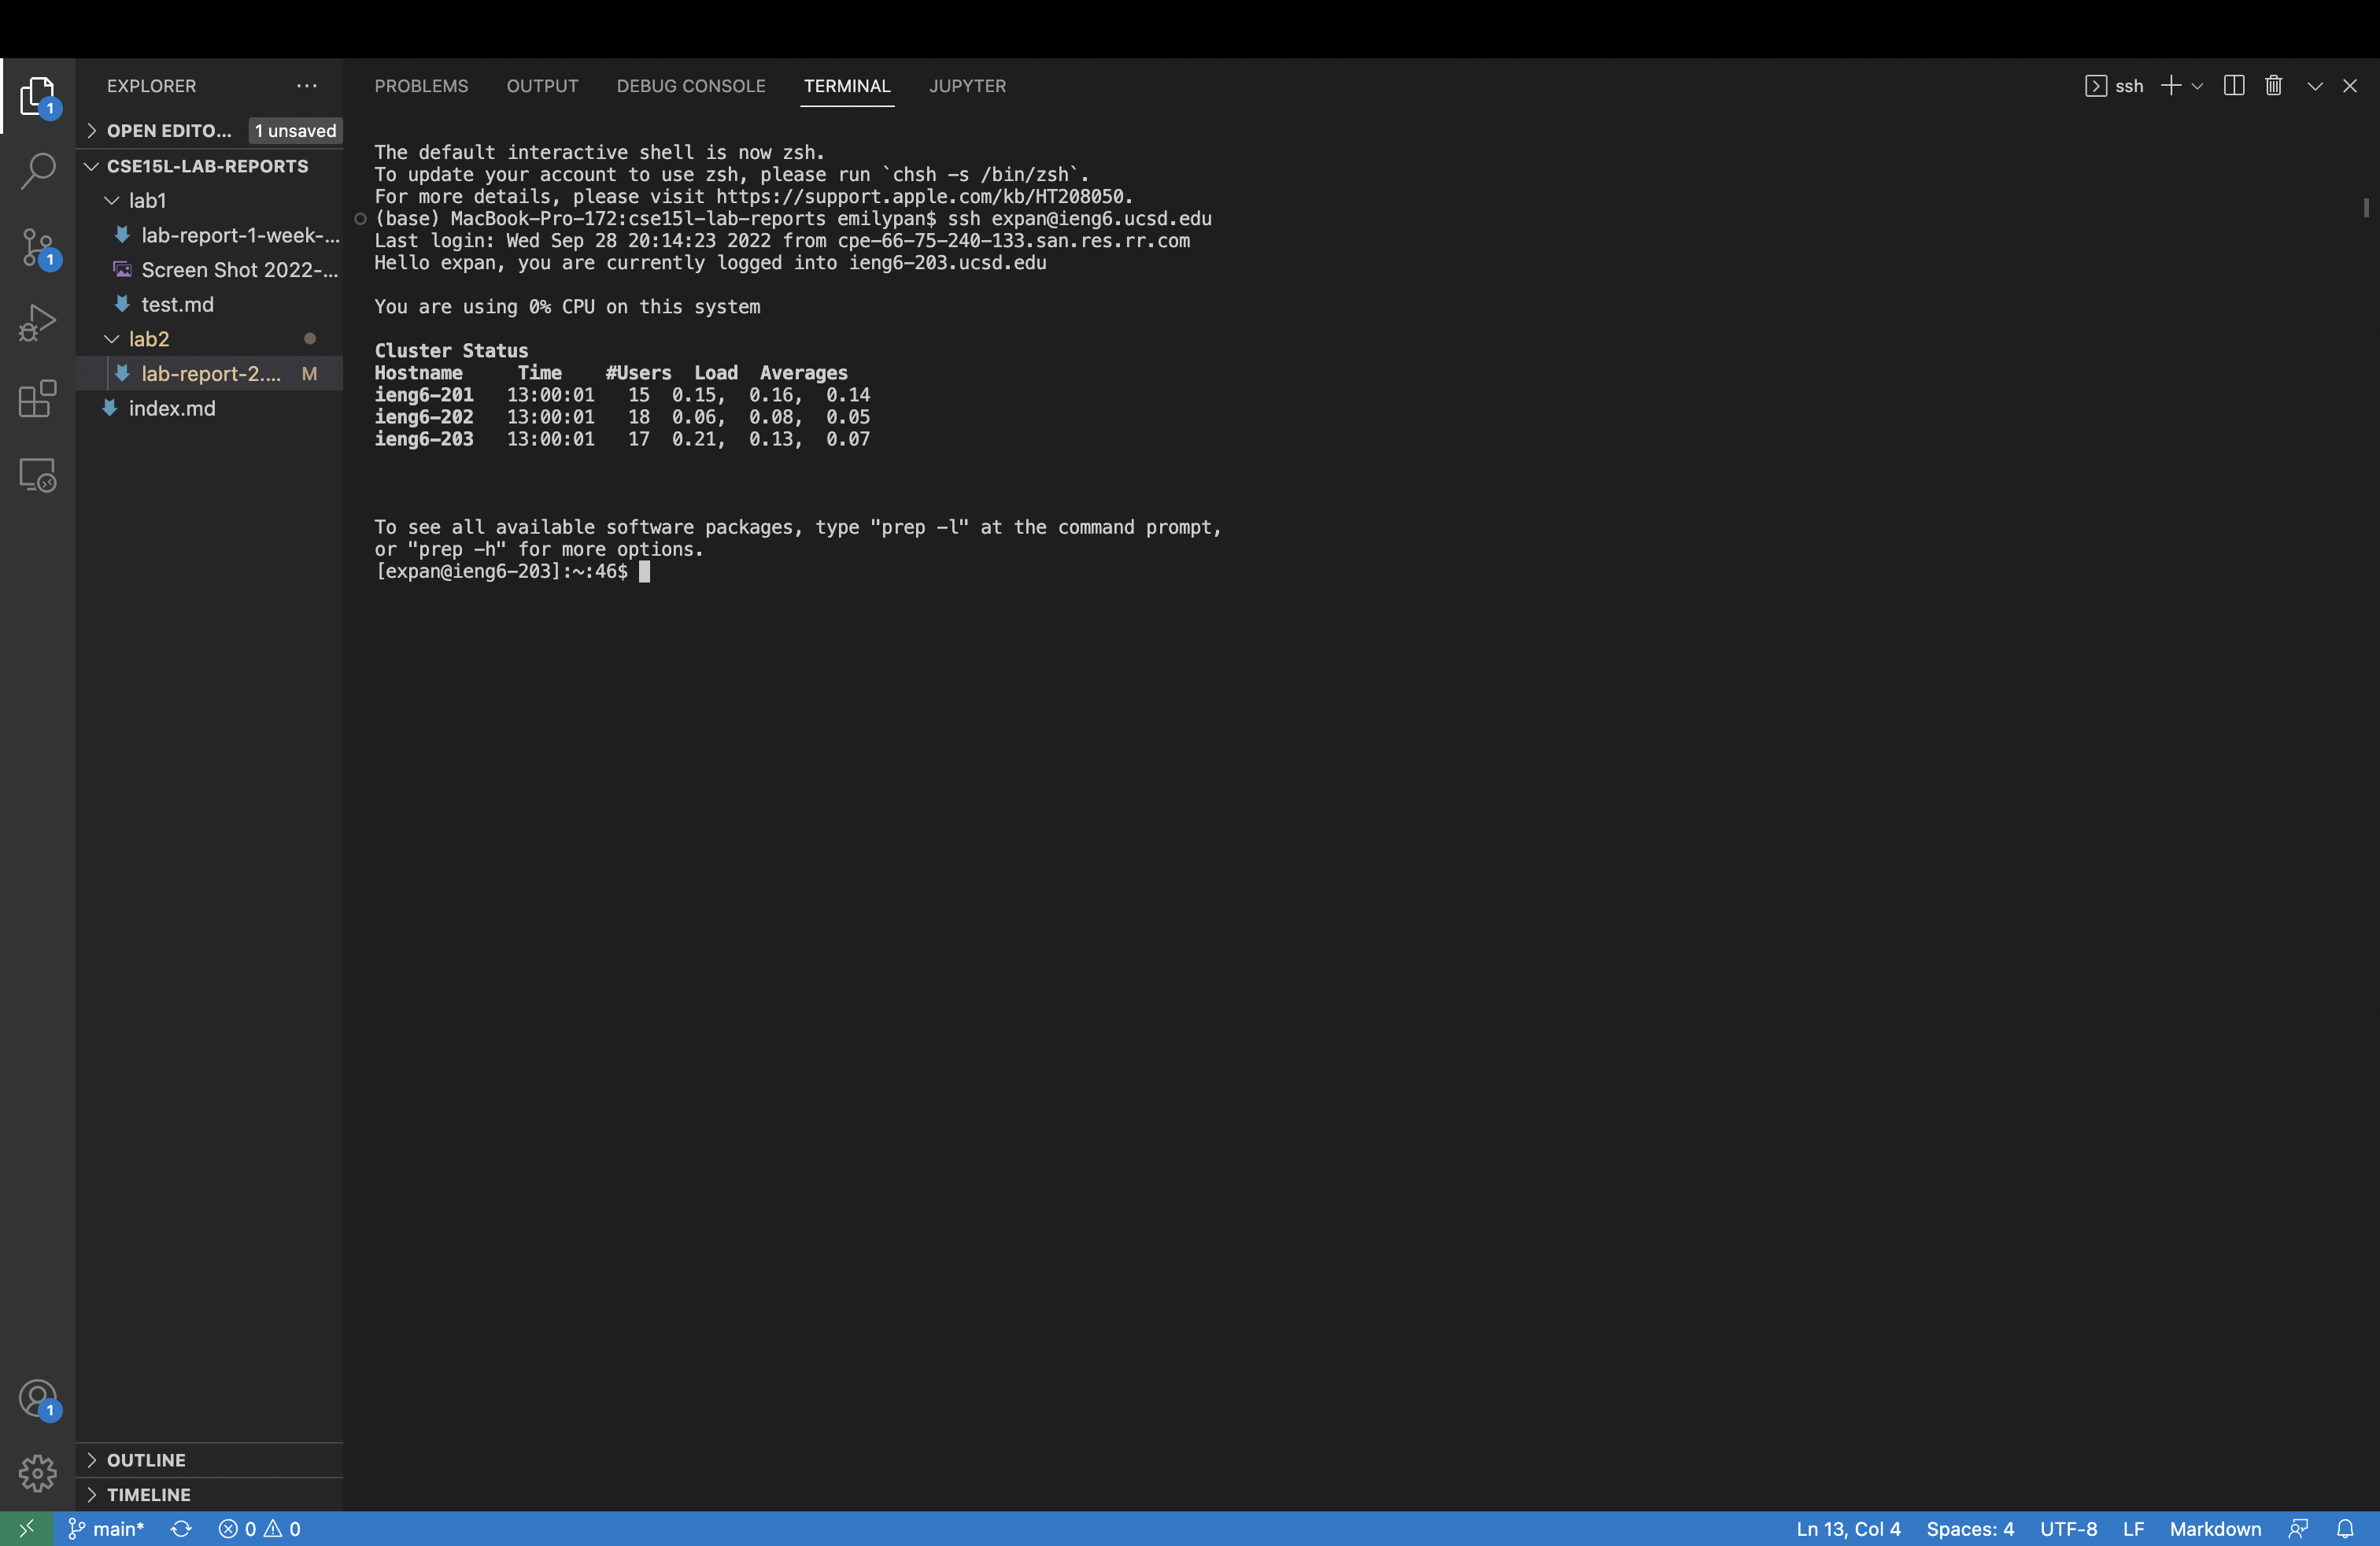 EXPLORER
1
OPEN EDITO... 1 unsaved
CSE15L-LAB-REPORTS
lab1
lab-report-1-week-...
Screen Shot 2022-...
test.md
lab2
lab-report-2.... M
index.md
1
1
OUTLINE
TIMELINE
PROBLEMS OUTPUT DEBUG CONSOLE TERMINAL JUPYTER
ssh
The default interactive shell is now zsh.
To update your account to use zsh, please run `chsh -s /bin/zsh`.
For more details, please visit https://support.apple.com/kb/HT208050.
(base) MacBook-Pro-172:cse15l-lab-reports emilypan$ ssh expan@ieng6.ucsd.edu
Last login: Wed Sep 28 20:14:23 2022 from cpe-66-75-240-133.san.res.rr.com
Hello expan, you are currently logged into ieng6-203.ucsd.edu
You are using 0% CPU on this system
Cluster Status
Hostname Time #Users Load Averages
ieng6-201 13:00:01 15 0.15, 0.16, 0.14
ieng6-202 13:00:01 18 0.06, 0.08, 0.05
ieng6-203 13:00:01 17 0.21, 0.13, 0.07
To see all available software packages, type "prep -l" at the command prompt,
or "prep -h" for more options.
[expan@ieng6-203]:~:46$
main* 0 0 Ln 13, Col 4 Spaces: 4 UTF-8 LF Markdown